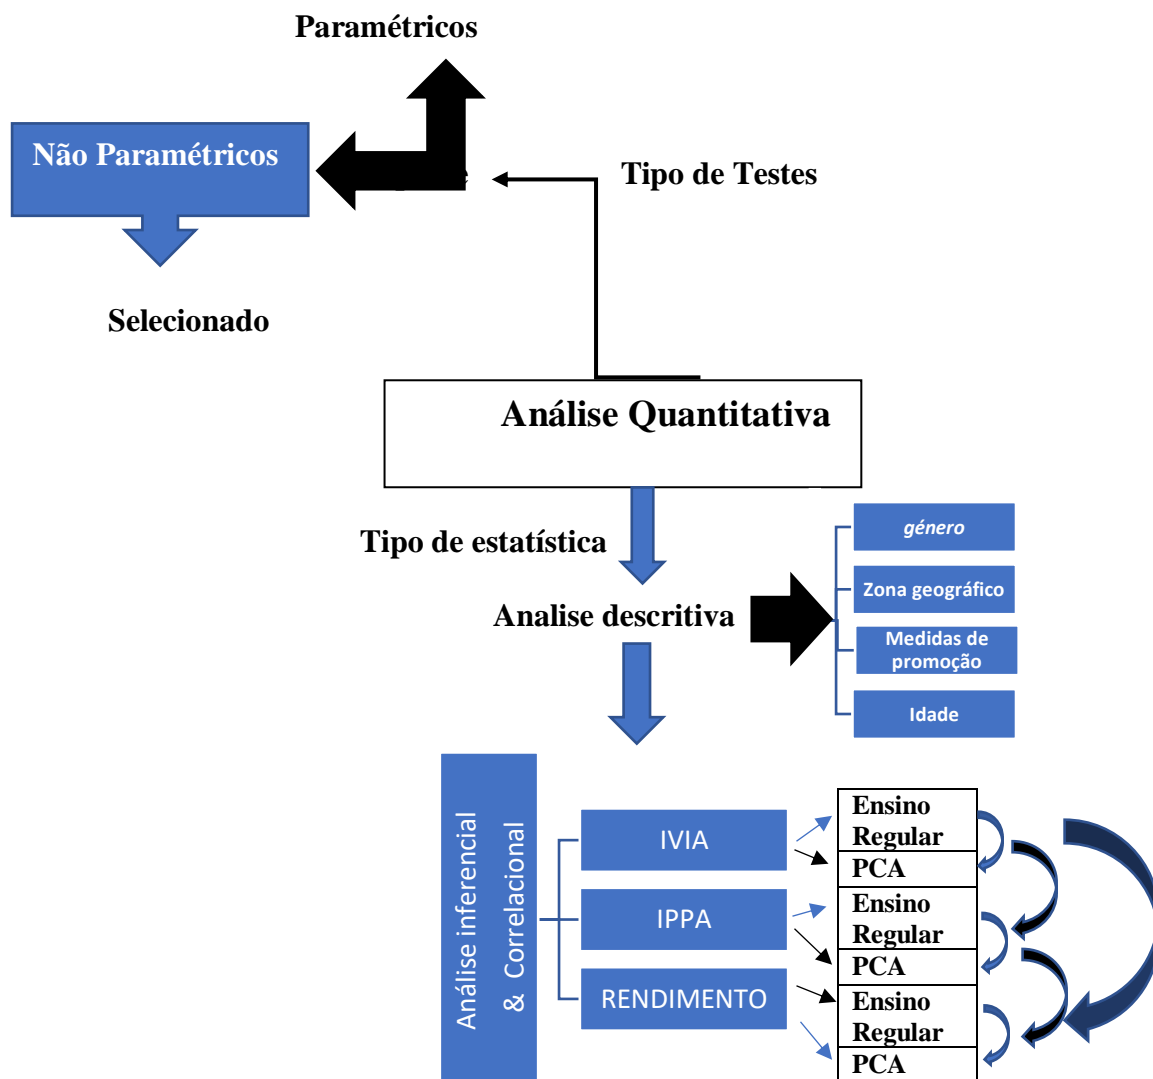 Paramétricos
Não Paramétricos
Tipo de Testes
Selecionado
Análise Quantitativa
Tipo de estatística
Analise descritiva
género
Zona geográfico
Medidas de
promoção
Idade
Análise inferencial
& Correlacional
IVIA
IPPA
RENDIMENTO
Ensino
Regular
PCA
Ensino
Regular
PCA
Ensino
Regular
PCA